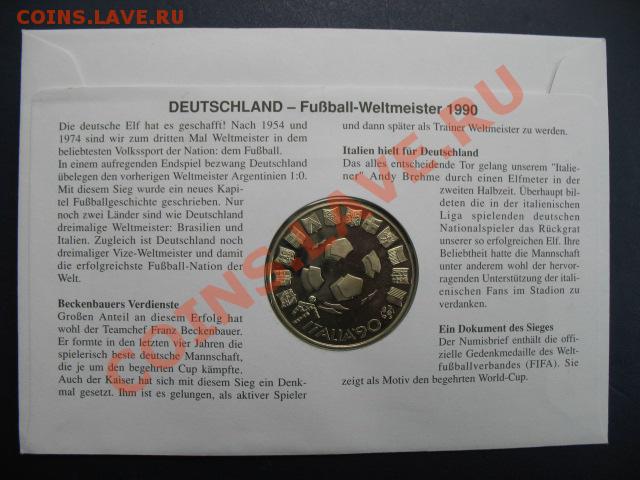 COINS.LAVE.RU
DEUTSCHLAND – Fußball-Weltmeister 1990
Die deutsche Elf hat es geschafft! Nach 1954 und
1974 sind wir zum dritten Mal Weltmeister in dem
beliebtesten Volkssport der Nation: dem Fußball.
In einem aufregenden Endspiel bezwang Deutschland
übelegen den vorherigen Weltmeister Argentinien 1:0.
Mit diesem Sieg wurde ein neues Kapi-
tel Fußballgeschichte geschrieben. Nur
noch zwei Länder sind wie Deutschland
dreimaliger Weltmeister: Brasilien und
Italien. Zugleich ist Deutschland noch
dreimaliger Vize-Weltmeister und damit
die erfolgreichste Fußball-Nation der
Welt.
Beckenbauers Verdienste
Großen Anteil an diesem Erfolg hat
wohl der Teamchef Franz Beckenbauer.
Er formte in den letzten vier Jahren die
spielerisch beste deutsche Mannschaft,
die je um den begehrten Cup kämpfte.
Auch der Kaiser hat sich mit diesem Sieg ein Denk-
mal gesetzt. Ihm ist es gelungen, als aktiver Spieler
und dann später als Trainer Weltmeister zu werden.
Italien hielt für Deutschland
Das alles entscheidende Tor gelang unserem "Italie-
ner" Andy Brehme durch einen Elfmeter in der
zweiten Halbzeit. Überhaupt bil-
deten die in der italienischen
Liga spielenden deutschen
Nationalspieler das Rückgrat
unserer so erfolgreichen Elf. Ihre
Beliebtheit hatte die Mannschaft
unter anderem wohl der hervor-
ragenden Unterstützung der itali-
enischen Fans im Stadion zu
verdanken.
Ein Dokument des Sieges
Der Numisbrief enthält die offi-
zielle Gedenkmedaille des Welt-
fußballverbandes (FIFA). Sie
zeigt als Motiv den begehrten World-Cup.
ITALIA'90
COINS.LAVE.RU
COINS.LAVE.RU